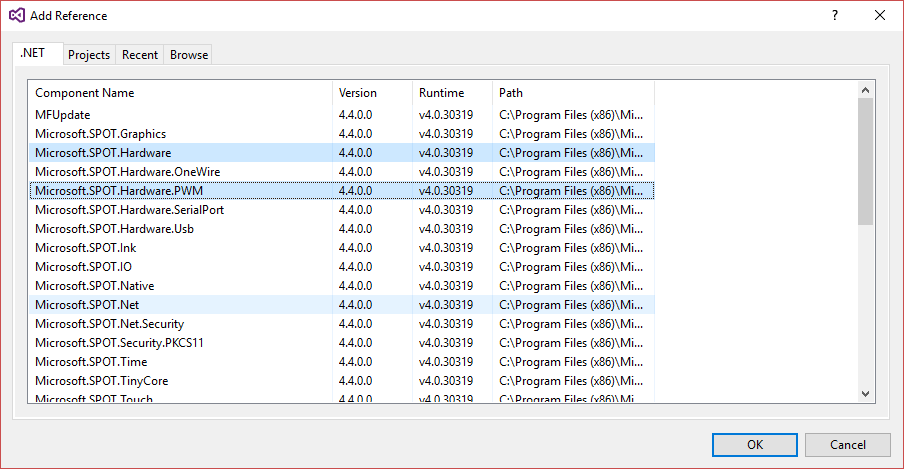 Add Reference
.NET Projects Recent Browse
Component Name Version Runtime Path
MFUpdate 4.4.0.0 v4.0.30319 C:\Program Files (x86)\Mi...
Microsoft.SPOT.Graphics 4.4.0.0 v4.0.30319 C:\Program Files (x86)\Mi...
Microsoft.SPOT.Hardware 4.4.0.0 v4.0.30319 C:\Program Files (x86)\Mi...
Microsoft.SPOT.Hardware.OneWire 4.4.0.0 v4.0.30319 C:\Program Files (x86)\Mi...
Microsoft.SPOT.Hardware.PWM 4.4.0.0 v4.0.30319 C:\Program Files (x86)\Mi...
Microsoft.SPOT.Hardware.SerialPort 4.4.0.0 v4.0.30319 C:\Program Files (x86)\Mi...
Microsoft.SPOT.Hardware.Usb 4.4.0.0 v4.0.30319 C:\Program Files (x86)\Mi...
Microsoft.SPOT.Ink 4.4.0.0 v4.0.30319 C:\Program Files (x86)\Mi...
Microsoft.SPOT.IO 4.4.0.0 v4.0.30319 C:\Program Files (x86)\Mi...
Microsoft.SPOT.Native 4.4.0.0 v4.0.30319 C:\Program Files (x86)\Mi...
Microsoft.SPOT.Net 4.4.0.0 v4.0.30319 C:\Program Files (x86)\Mi...
Microsoft.SPOT.Net.Security 4.4.0.0 v4.0.30319 C:\Program Files (x86)\Mi...
Microsoft.SPOT.Security.PKCS11 4.4.0.0 v4.0.30319 C:\Program Files (x86)\Mi...
Microsoft.SPOT.Time 4.4.0.0 v4.0.30319 C:\Program Files (x86)\Mi...
Microsoft.SPOT.TinyCore 4.4.0.0 v4.0.30319 C:\Program Files (x86)\Mi...
Microsoft.SPOT.Touch 4.4.0.0 v4.0.30319 C:\Program Files (x86)\Mi...
OK Cancel